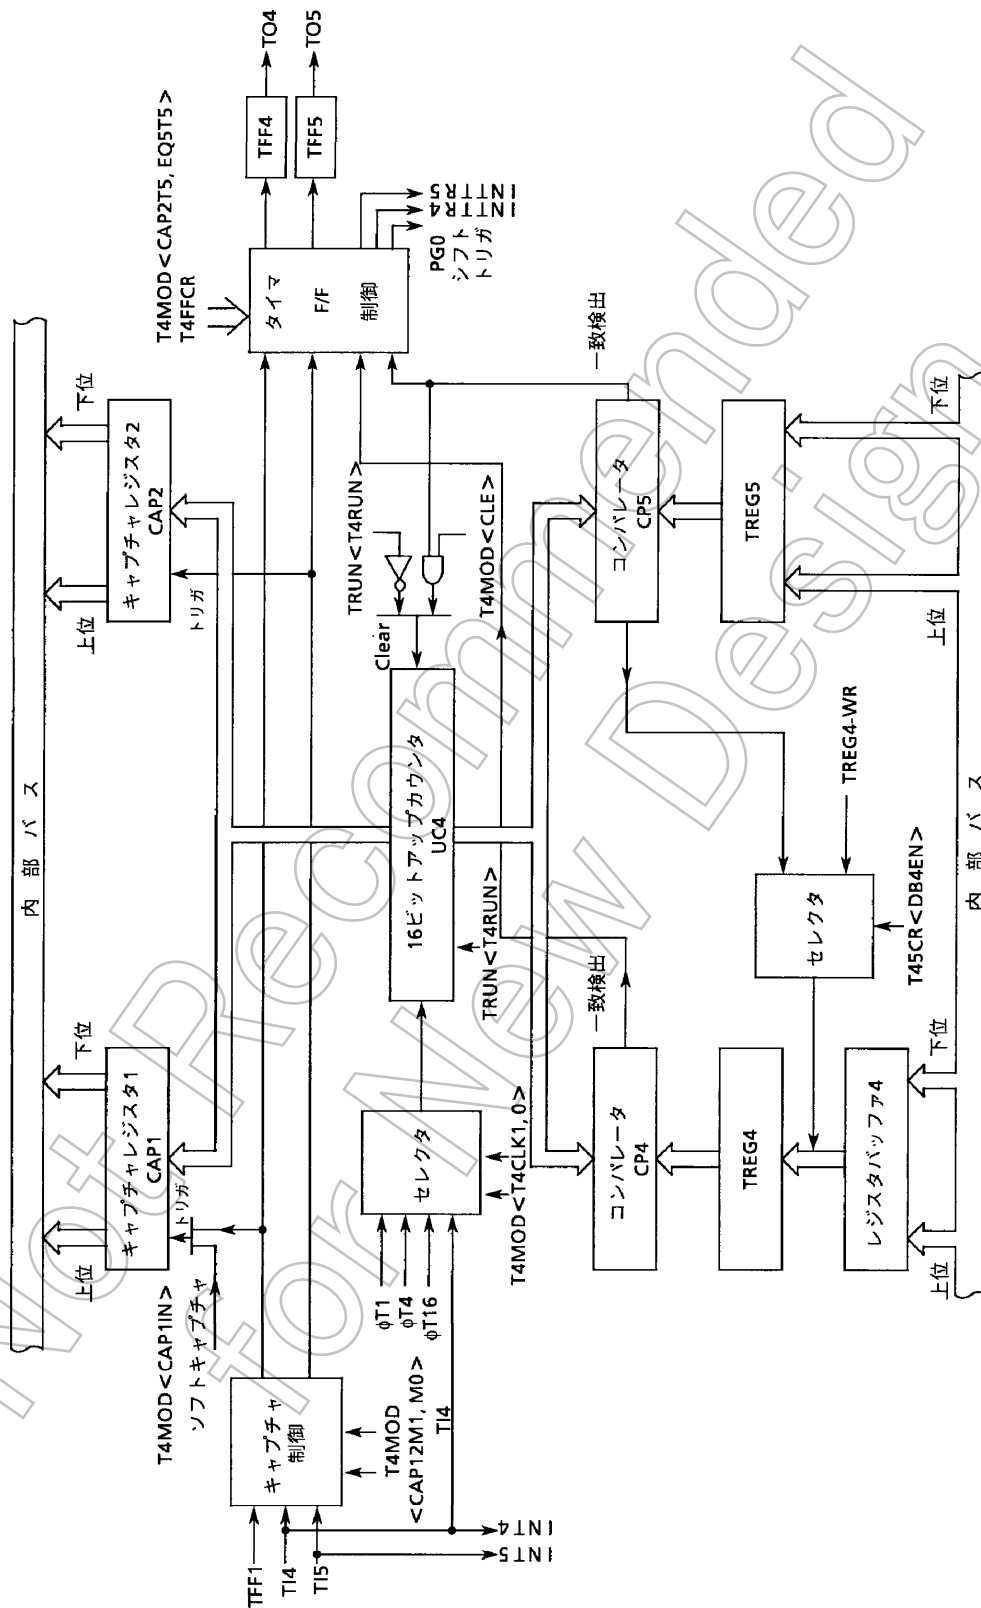 内部バス
上位
下位
上位
下位
キャプチャレジスタ1
CAP1
キャプチャレジスタ2
CAP2
T4MOD<CAP1IN>
ソフトキャプチャ
トリガ
トリガ
T4MOD<CAP2T5, EQ5T5>
T4FFCR
TFF1
TI4
TI5
キャプチャ
制御
T4MOD
<CAP12M1, M0>
タイマ
F/F
制御
TFF4
TO4
TFF5
TO5
INTTR5
INTTR4
PG0
シフト
トリガ
φT1
φT4
φT16
TI4
セレクタ
T4MOD<T4CLK1, 0>
16ビットアップカウンタ
UC4
Clear
TRUN<T4RUN>
TRUN<T4RUN>
T4MOD<CLE>
INT4
INT5
一致検出
一致検出
コンパレータ
CP4
コンパレータ
CP5
TREG4
TREG5
セレクタ
TREG4-WR
T45CR<DB4EN>
レジスタバッファ4
上位
下位
上位
下位
内部バス
Not Recommended
for New Design